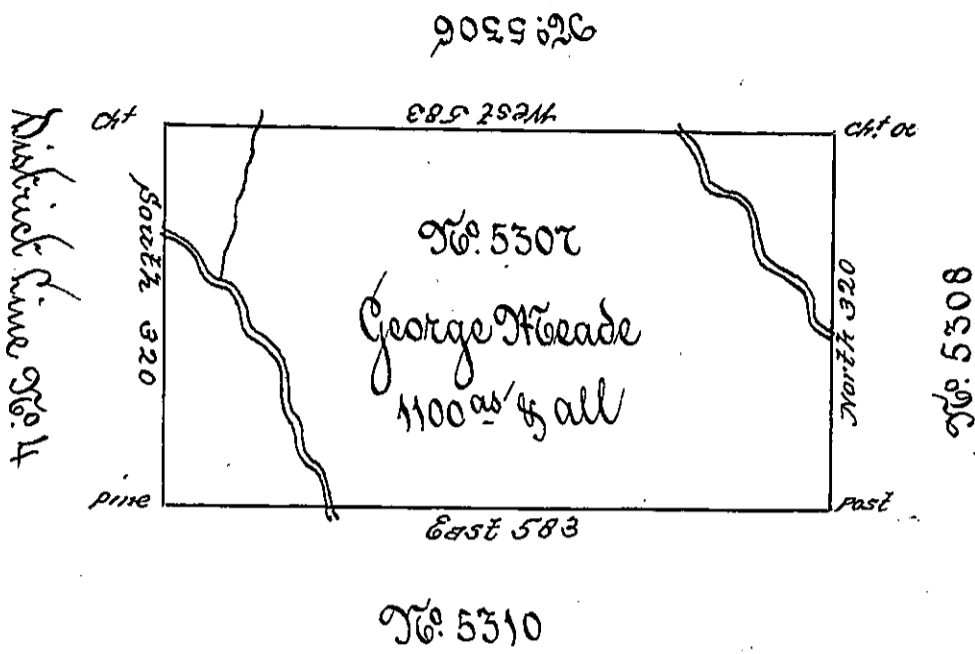 No. 5306
West 583
Cht
Cht. or
District Line No. 4
South 320
No. 5307
George Meade
1100 as & all
North 320
No. 5308
pine
post
East 583
No. 5310